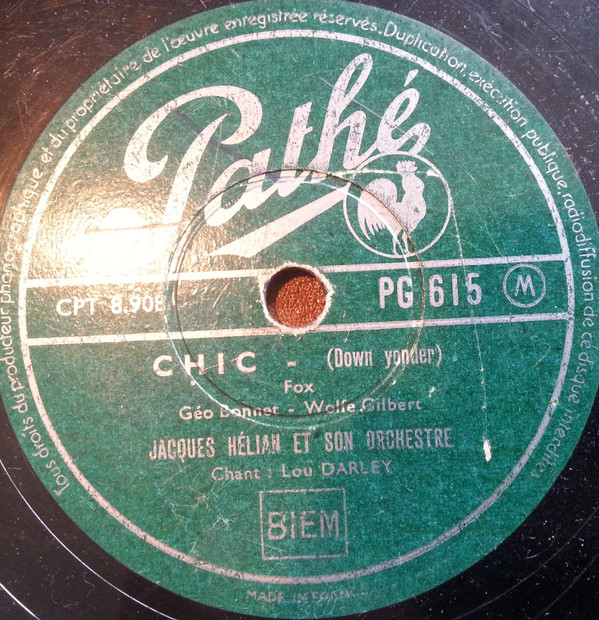 Tous droits du producteur phonographique et du propriétaire de l'œuvre enregistrée réservés. Duplication, exécution publique, radiodiffusion de ce disque interdites
Pathé
CPT 8.908
PG 615 M
CHIC - (Down yonder)
Fox
Géo Bonnet - Wolfe Gilbert
JACQUES HÉLIAN ET SON ORCHESTRE
Chant : Lou DARLEY
BIEM
MADE IN FRANCE